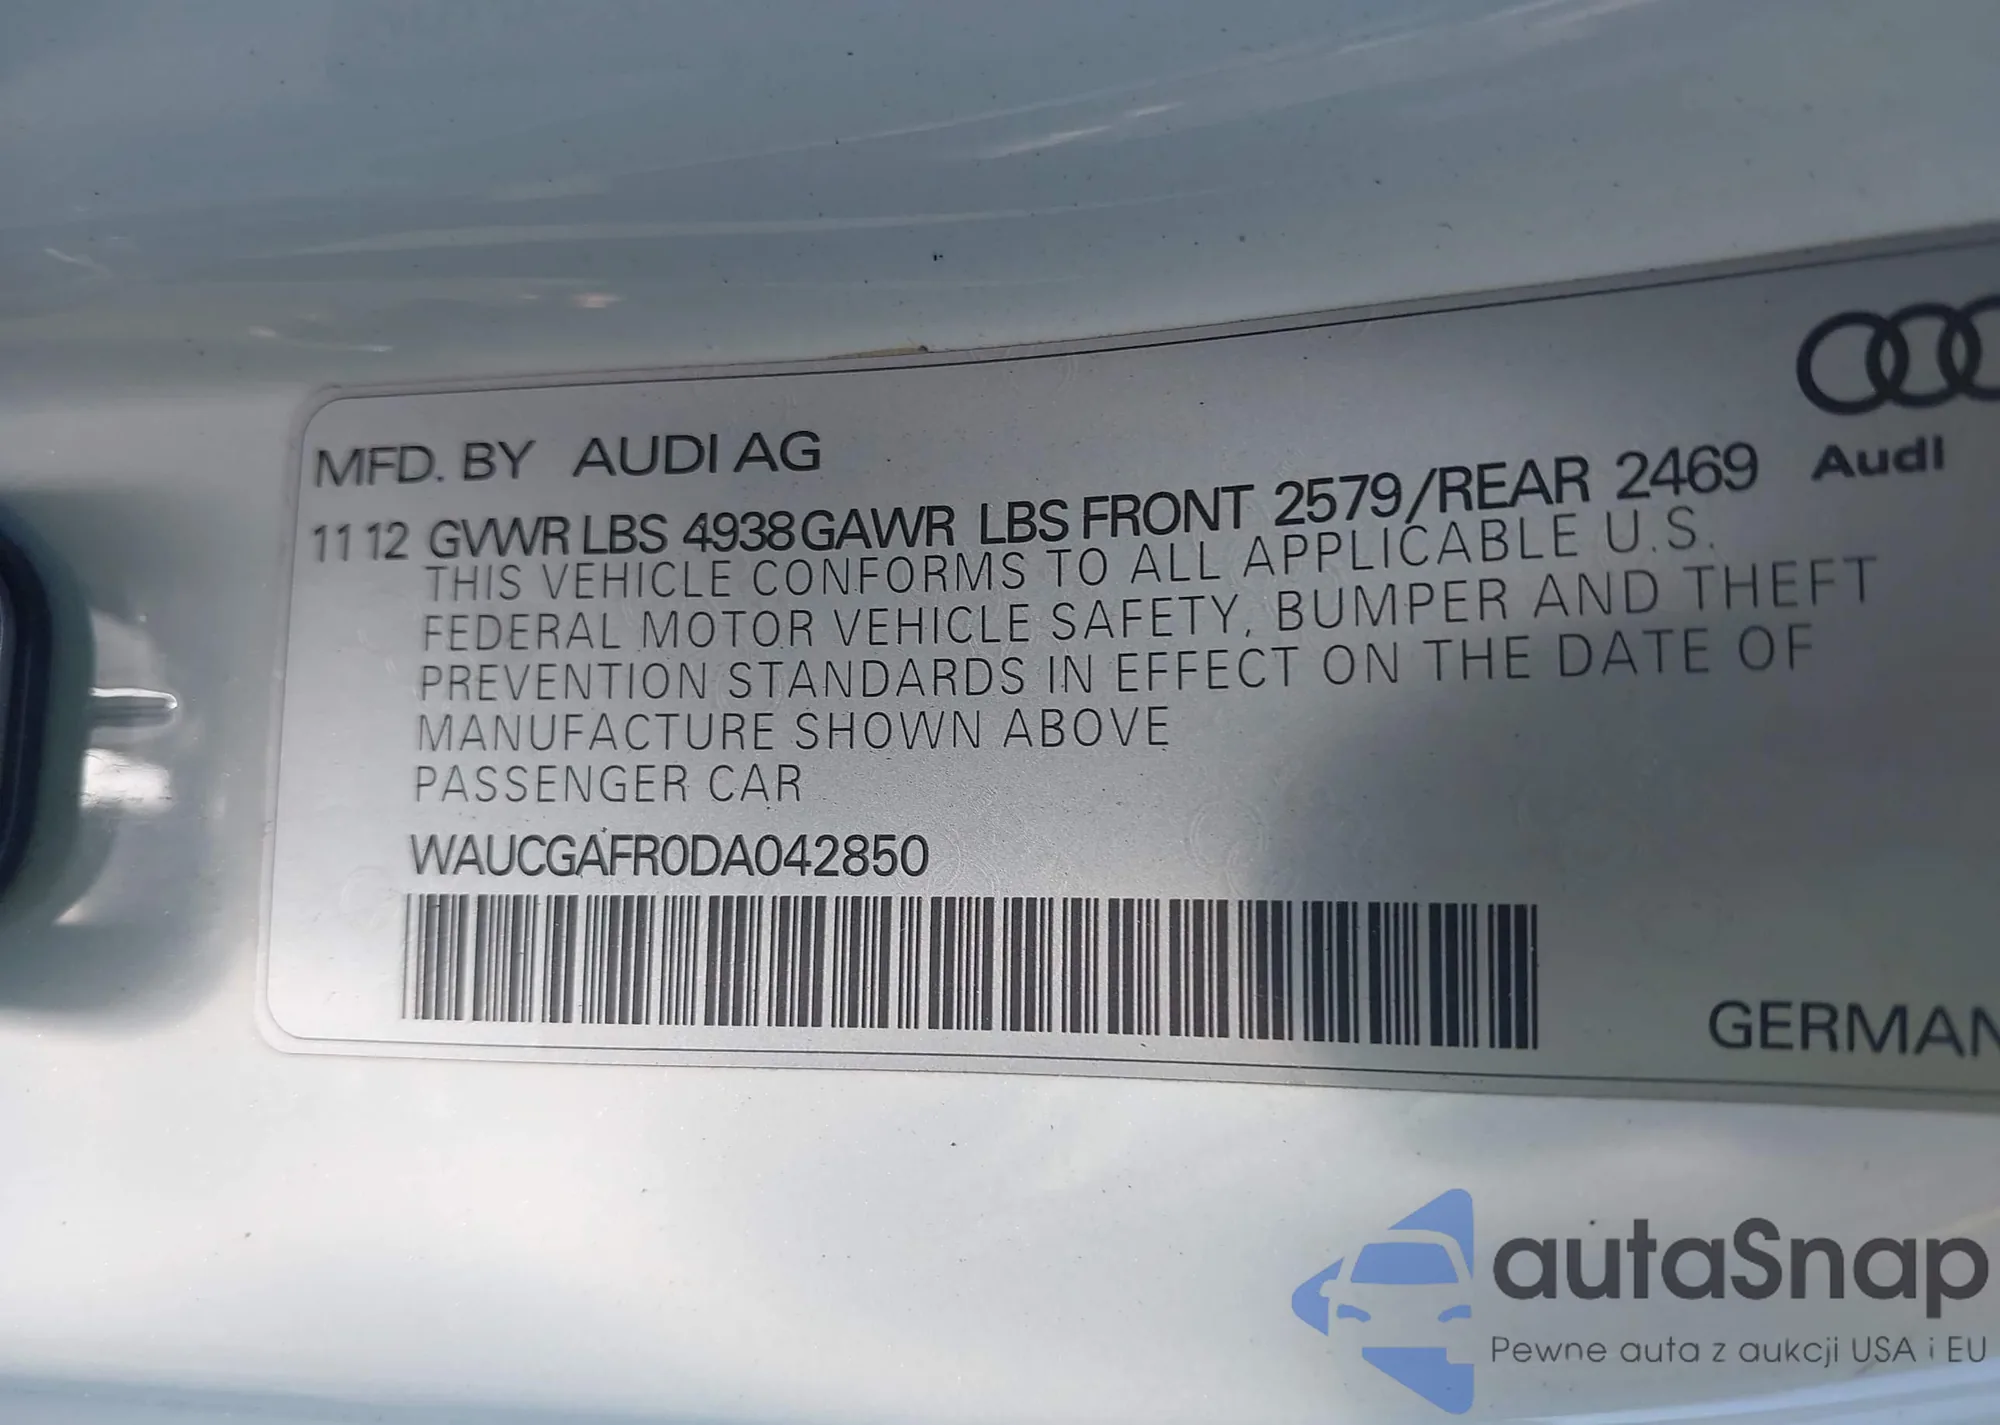 MFD. BY AUDI AG
Audi
11 12 GVWR LBS 4938 GAWR LBS FRONT 2579/REAR 2469
THIS VEHICLE CONFORMS TO ALL APPLICABLE U.S.
FEDERAL MOTOR VEHICLE SAFETY, BUMPER AND THEFT
PREVENTION STANDARDS IN EFFECT ON THE DATE OF
MANUFACTURE SHOWN ABOVE
PASSENGER CAR
WAUCGAFR0DA042850
GERMAN
autaSnap
Pewne auta z aukcji USA i EU